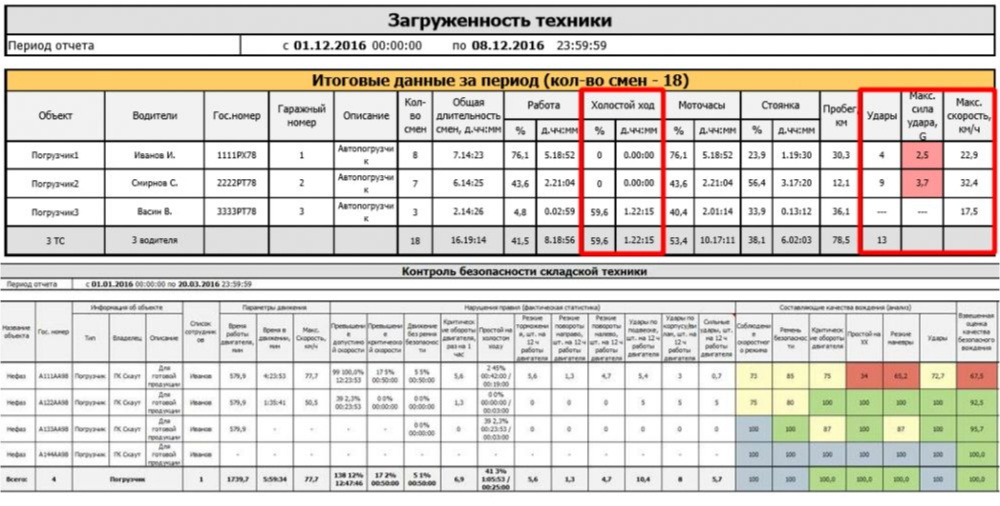 Загруженность техники
Период отчета с 01.12.2016 00:00:00 по 08.12.2016 23:59:59
Итоговые данные за период (кол-во смен - 18)
Объект Водители Гос.номер Гаражный номер Описание Кол-во смен Общая длительность смен, д.чч:мм Работа Холостой ход Моточасы Стоянка Пробег, км Удары Макс. сила удара, G Макс. скорость, км/ч
% д.чч:мм % д.чч:мм % д.чч:мм % д.чч:мм
Погрузчик1 Иванов И. 1111РХ78 1 Автопогрузчик 8 7.14:23 76,1 5.18:52 0 0.00:00 76,1 5.18:52 23,9 1.19:30 30,3 4 2,5 22,9
Погрузчик2 Смирнов С. 2222РТ78 2 Автопогрузчик 7 6.14:25 43,6 2.21:04 0 0.00:00 43,6 2.21:04 56,4 3.17:20 12,1 9 3,7 32,4
Погрузчик3 Васин В. 3333РТ78 3 Автопогрузчик 3 2.14:26 4,8 0.02:59 59,6 1.22:15 40,4 2.01:14 33,9 0.13:12 36,1 --- --- 17,5
3 ТС 3 водителя 18 16.19:14 41,5 8.18:56 59,6 1.22:15 53,4 10.17:11 38,1 6.02:03 78,5 13
Контроль безопасности складской техники
Период отчета с 01.01.2016 00:00:00 по 20.03.2016 23:59:59
Информация об объекте Параметры движения Нарушения правил (фактическая статистика) Составляющие качества вождения (анализ)
Название объекта Гос. номер Тип Владелец Описание Список сотрудников Время работы двигателя, мин Время в движении, мин Макс. Скорость, км/ч Превышение допустимой скорости Превышение критической скорости Движение без ремня безопасности Критические обороты двигателя, раз на 1 час Простой на холостом ходу Резкие торможения, шт. на 12 ч работы двигателя Резкие повороты направо, шт. на 12 ч работы двигателя Резкие повороты налево, шт. на 12 ч работы двигателя Удары по подвеске, шт. на 12 ч работы двигателя Удары по корпусу/вилам, шт. на 12 ч работы двигателя Сильные удары, шт. на 12 ч работы двигателя Соблюдение скоростного режима Ремень безопасности Критические обороты двигателя Простой на ХХ Резкие маневры Удары Взвешенная оценка качества безопасного вождения
Нефаз А111АА98 Погрузчик ГК Скаут Для готовой продукции Иванов 579,9 4:23:53 77,7 99 100,0% 12:23:53 17 5% 00:50:00 5 5% 00:50:00 5,6 2 45% 00:42:00 / 00:19:00 5,6 1,3 4,7 5,4 3 0,7 73 85 75 34 65,2 72,7 67,5
Нефаз А122АА98 Погрузчик ГК Скаут Для готовой продукции Иванов 579,9 1:35:41 50,5 39 2,3% 00:23:53 0 0% 00:00:00 0 0% 00:00:00 1,3 0 0% 00:00:00 / 00:03:00 0 0 0 5 5 5 75 80 100 100 100 100 92,5
Нефаз А133АА98 Погрузчик ГК Скаут Для готовой продукции Иванов 579,9 - - - - 0 0% 00:00:00 0 39 2,3% 00:23:53 / 00:03:00 0 0 0 0 0 0 100 100 87 100 87 100 95,7
Нефаз А144АА98 Погрузчик ГК Скаут Для готовой продукции Иванов - - - - - - - - - - - - - - 100 100 100 100 100 100 100,0
Всего: 4 Погрузчик 1 1739,7 5:59:34 77,7 138 12% 12:47:46 17 2% 00:50:00 5 1% 00:50:00 6,9 41 3% 1:05:53 / 00:25:00 5,6 1,3 4,7 10,4 8 5,7 100 100 100,0 100,0 100,0 100 100,0